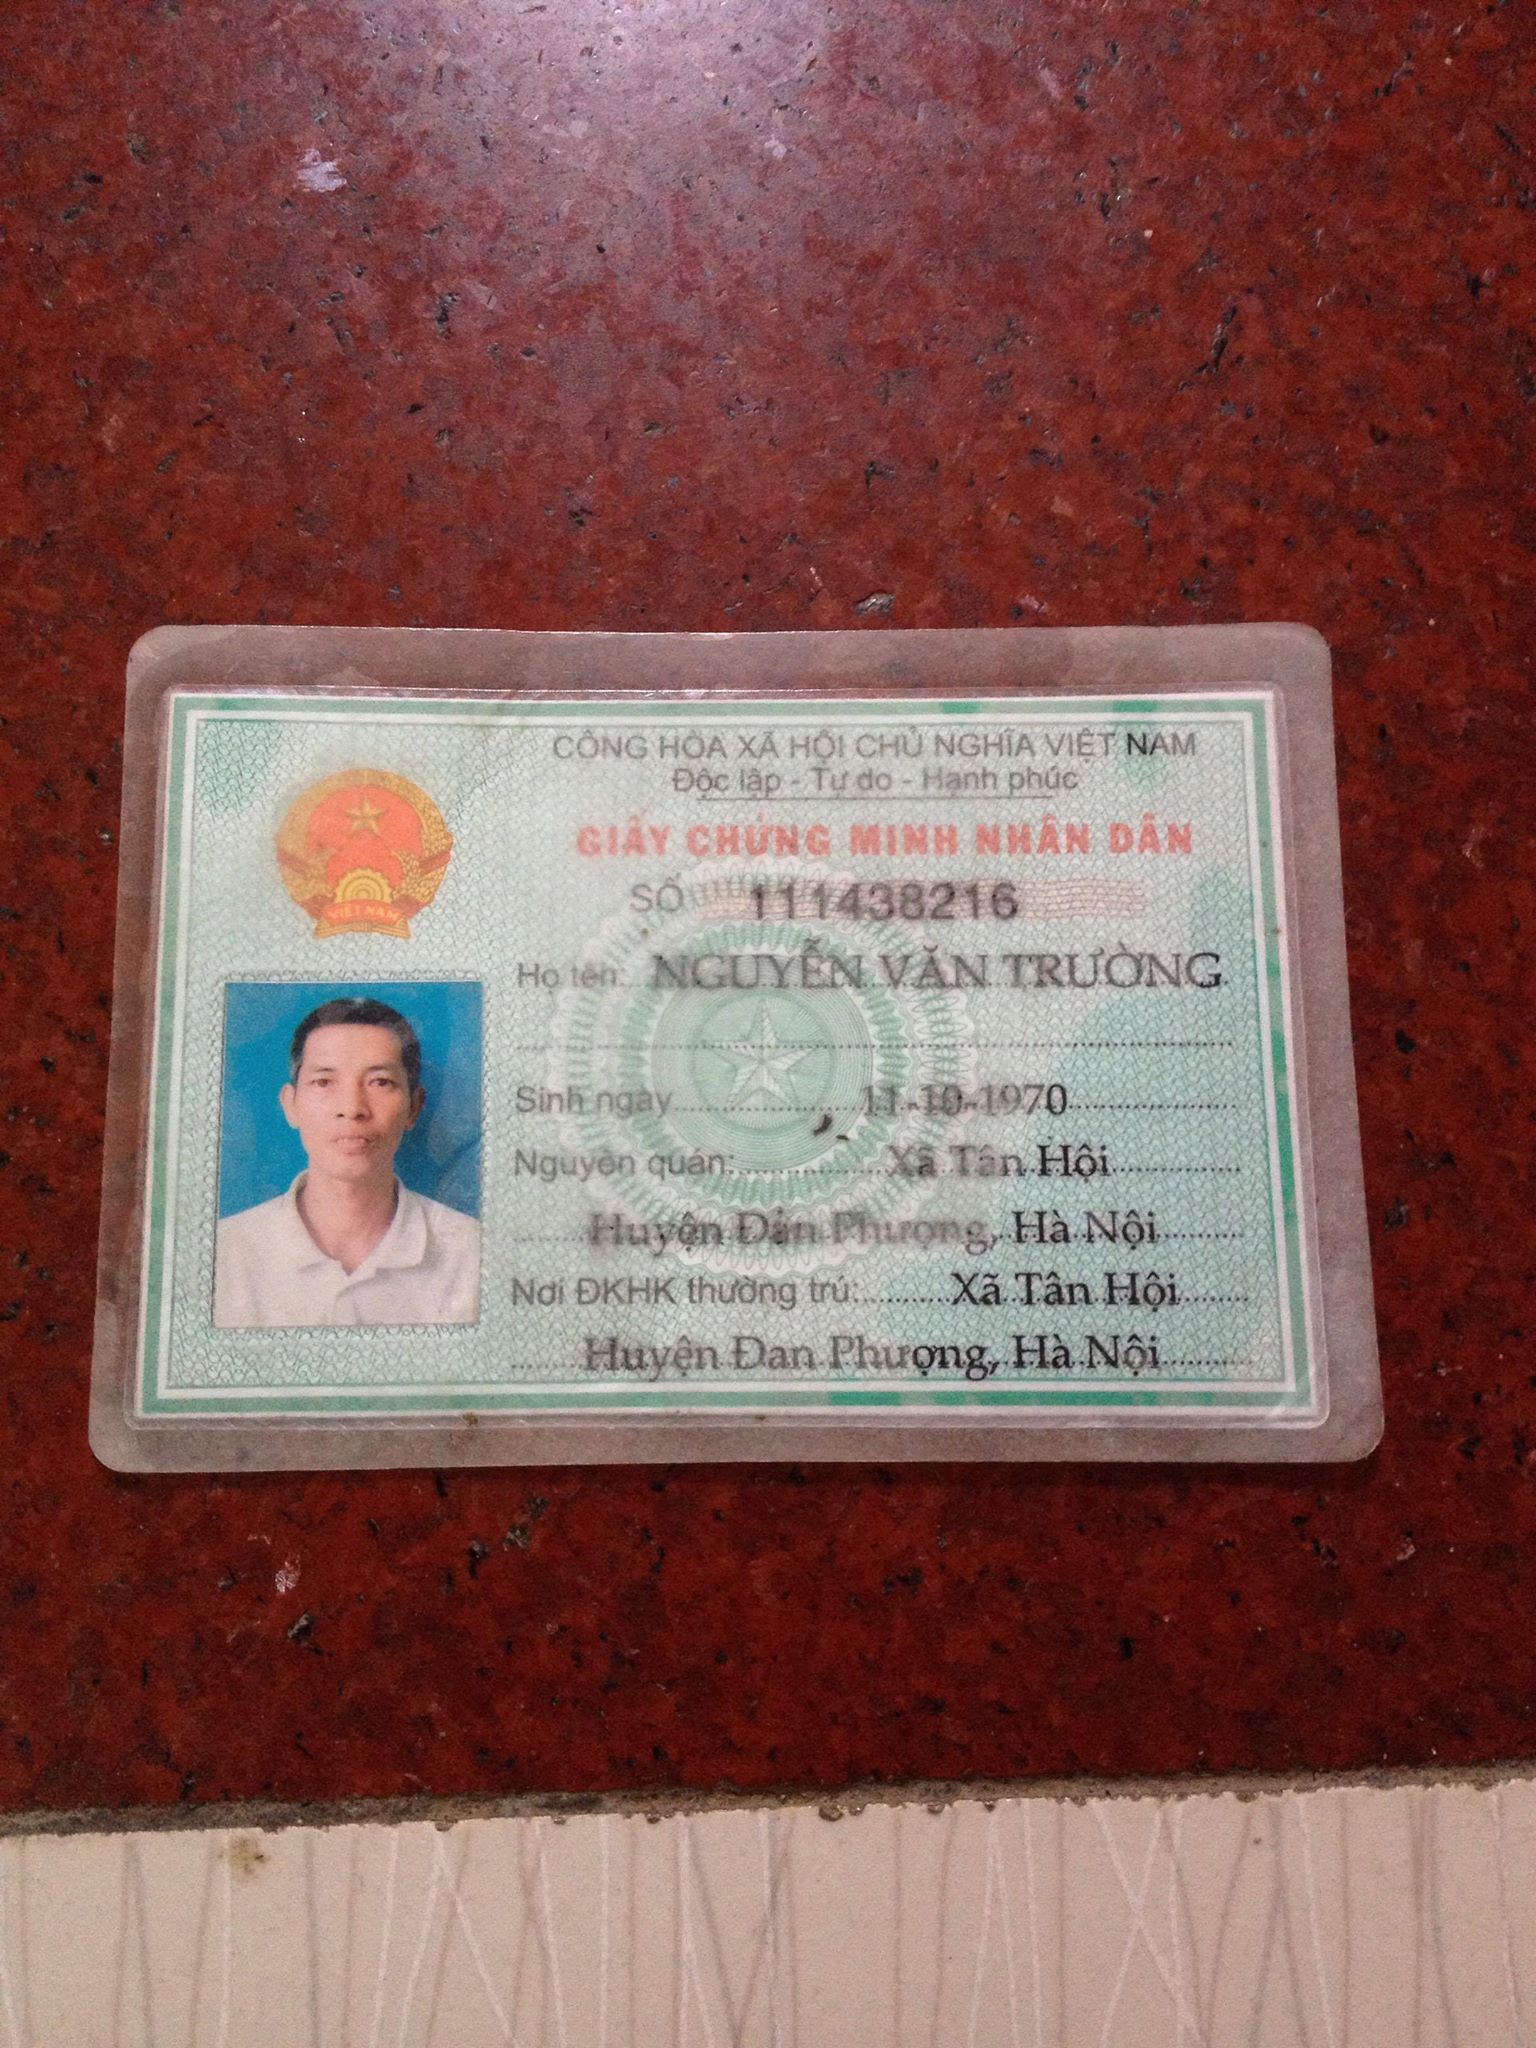 CÔNG HÒA XÃ HỘI CHỦ NGHĨA VIỆT NAM
Độc lập - Tự do - Hạnh phúc
GIẤY CHỨNG MINH NHÂN DÂN
SỐ 111438216
Họ tên: NGUYỄN VĂN TRƯỜNG
Sinh ngày 11-10-1970
Nguyên quán: Xã Tân Hội
Huyện Đan Phượng, Hà Nội
Nơi ĐKHK thường trú: Xã Tân Hội
Huyện Đan Phượng, Hà Nội
VIỆT NAM